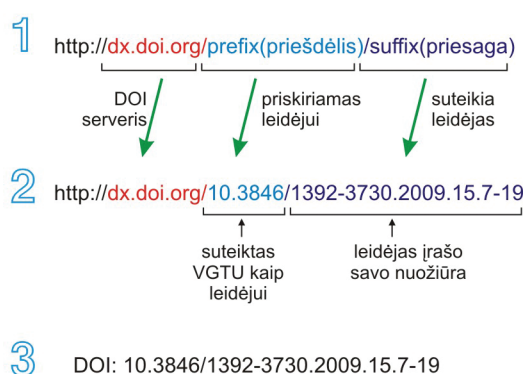 1
http://dx.doi.org/prefix(priešdėlis)/suffix(priesaga)
DOI serveris
priskiriamas leidėjui
suteikia leidėjas
2
http://dx.doi.org/10.3846/1392-3730.2009.15.7-19
suteiktas
VGTU kaip
leidėjui
leidėjas įrašo
savo nuožiūra
3
DOI: 10.3846/1392-3730.2009.15.7-19